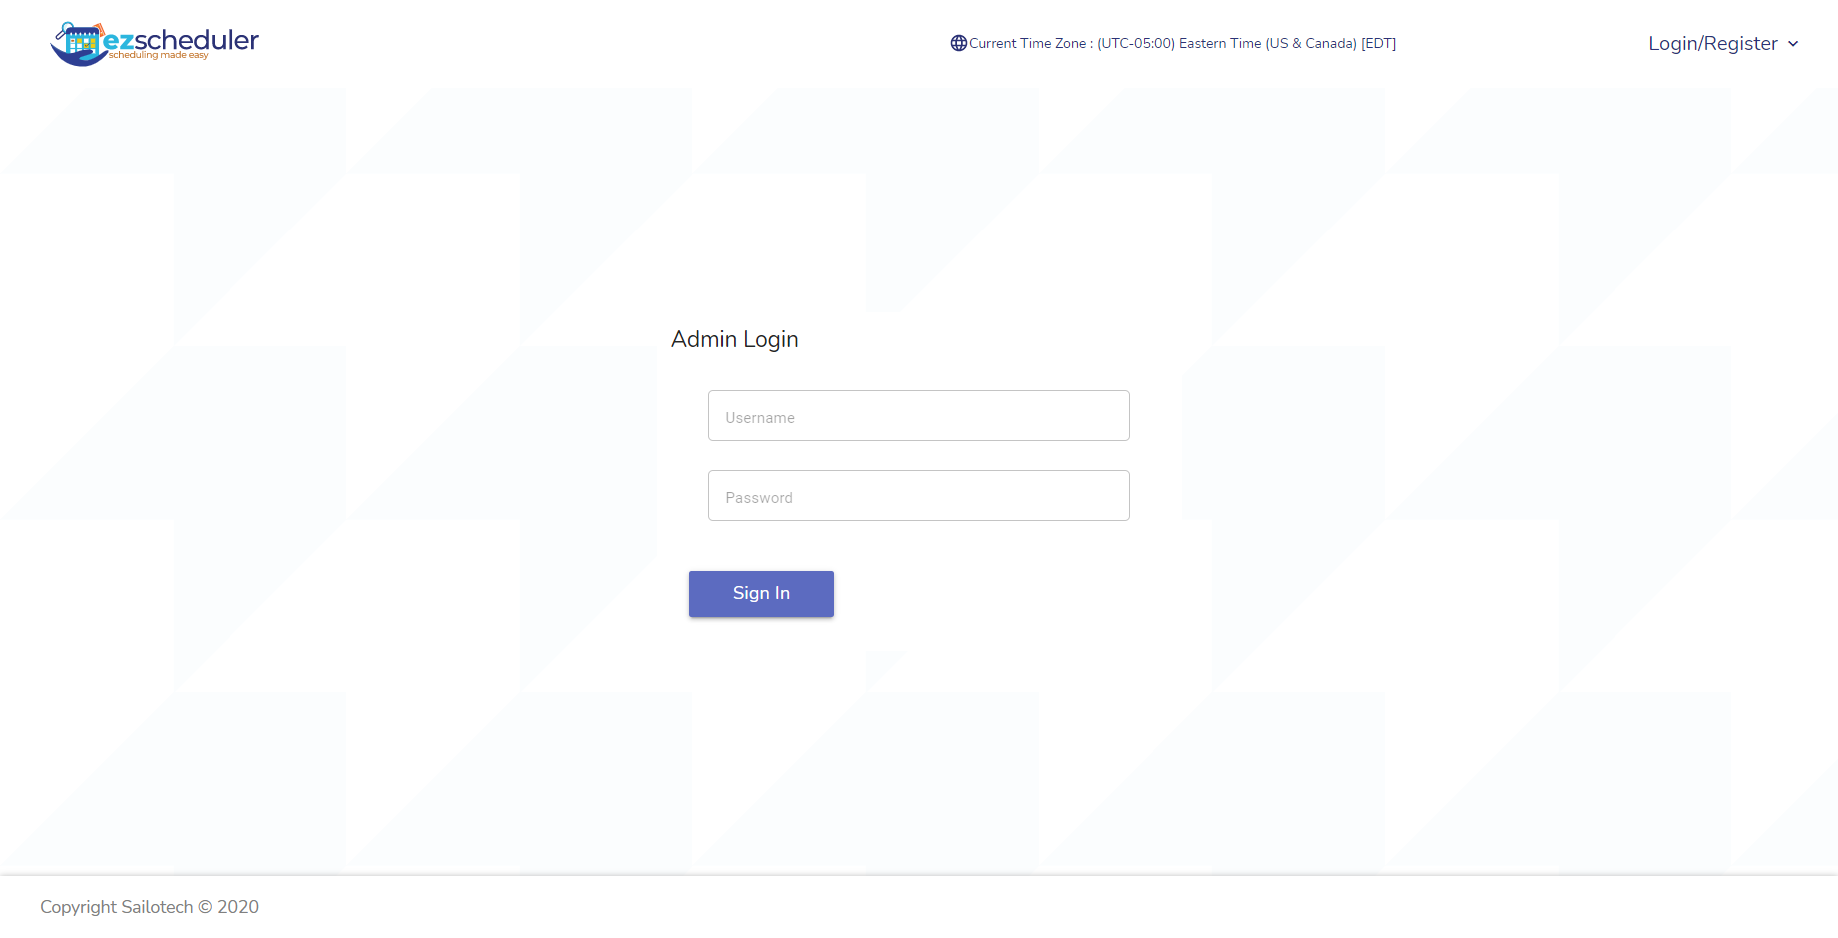 ezscheduler
scheduling made easy
Current Time Zone : (UTC-05:00) Eastern Time (US & Canada) [EDT]
Login/Register
Admin Login
Username
Password
Sign In
Copyright Sailotech © 2020